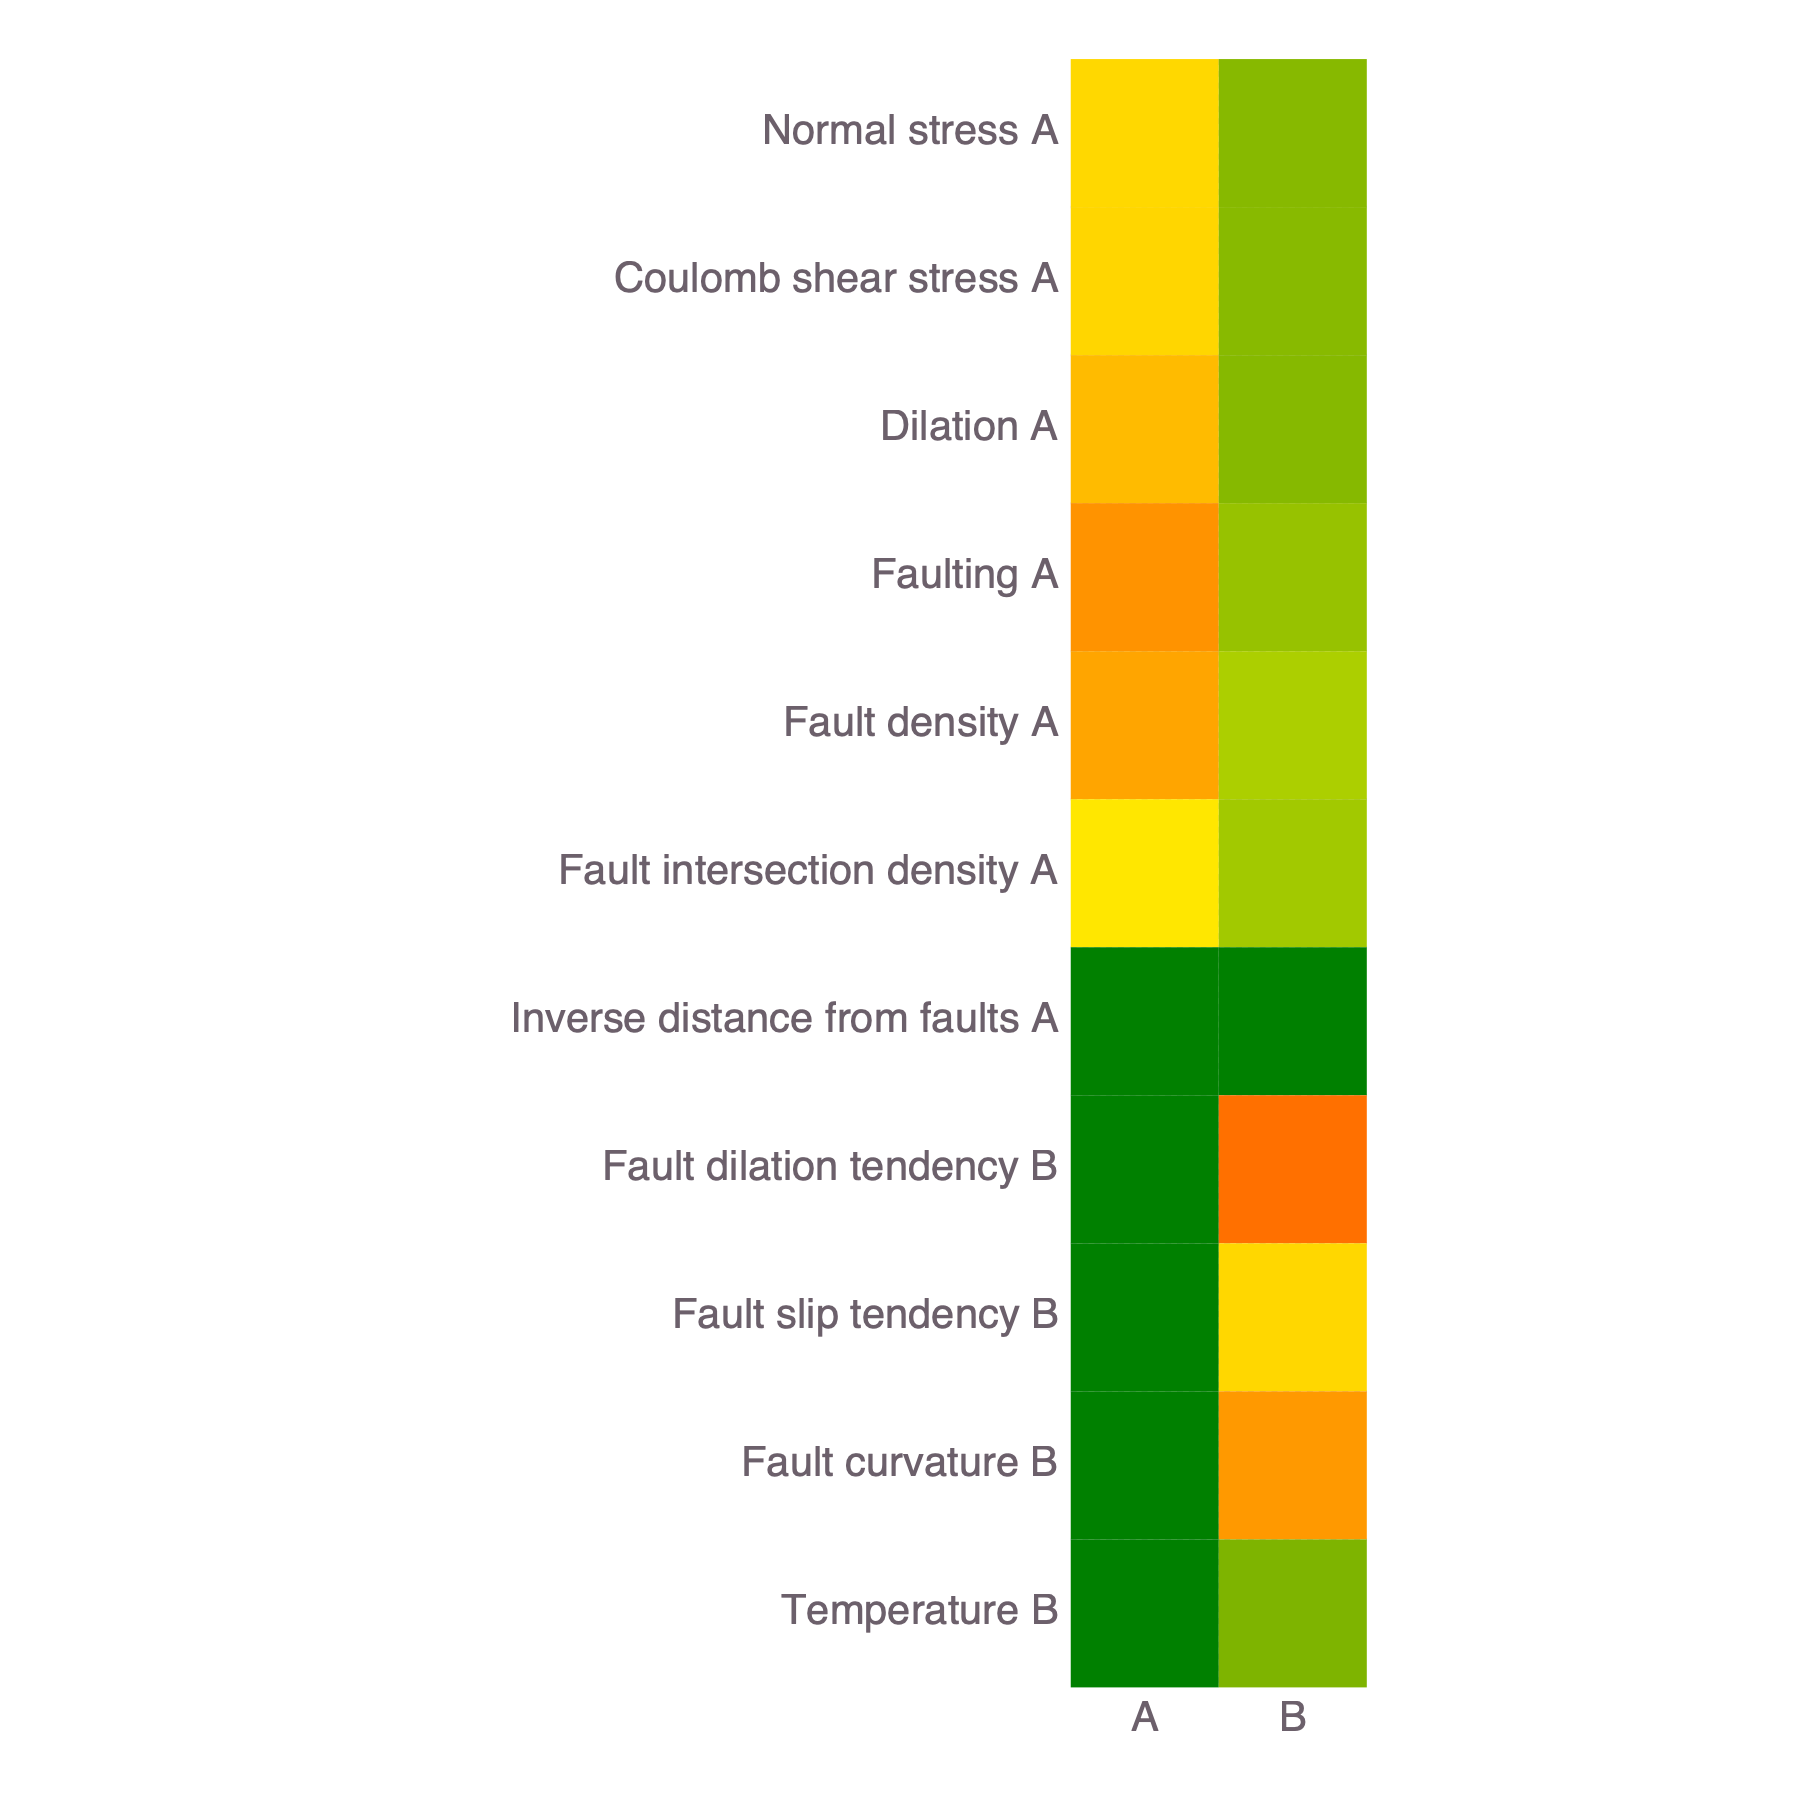 Normal stress A
Coulomb shear stress A
Dilation A
Faulting A
Fault density A
Fault intersection density A
Inverse distance from faults A
Fault dilation tendency B
Fault slip tendency B
Fault curvature B
Temperature B
A B